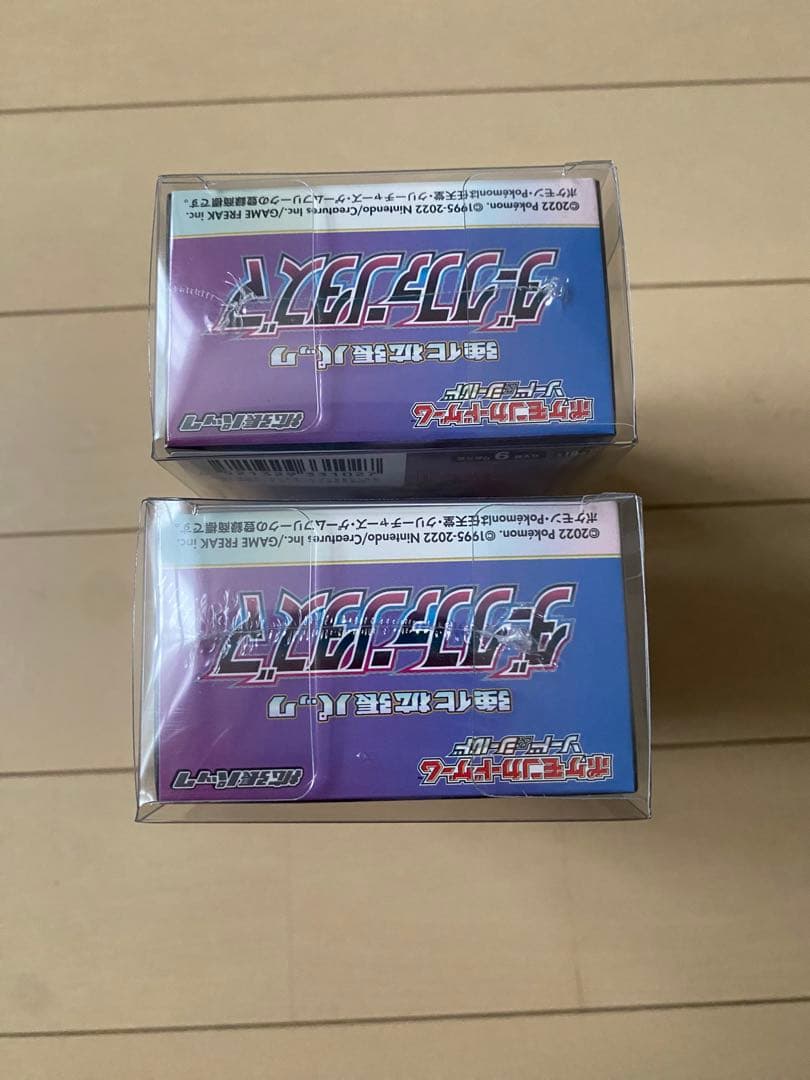 ポケモンカードゲーム
ソード&シールド
拡張パック
強化拡張パック
ダークファンタズマ
©2022 Pokémon. ©1995-2022 Nintendo/Creatures Inc./GAME FREAK inc.
ポケモン・Pokémonは任天堂・クリーチャーズ・ゲームフリークの登録商標です。
ポケモンカードゲーム
ソード&シールド
拡張パック
強化拡張パック
ダークファンタズマ
©2022 Pokémon. ©1995-2022 Nintendo/Creatures Inc./GAME FREAK inc.
ポケモン・Pokémonは任天堂・クリーチャーズ・ゲームフリークの登録商標です。